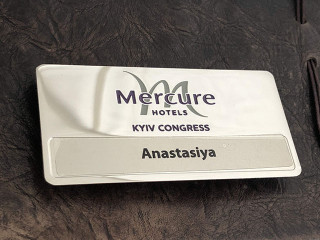 Mercure
HOTELS
KYIV CONGRESS
Anastasiya